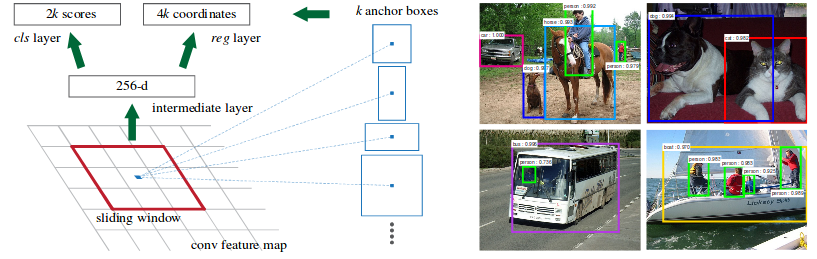 2k scores
4k coordinates
k anchor boxes
cls layer
reg layer
256-d
intermediate layer
sliding window
conv feature map
person : 0.992
horse : 0.993
car : 1.000
dog : 0.997
person : 0.979
dog : 0.994
cat : 0.982
bus : 0.996
person : 0.736
boat : 0.970
person : 0.983
person : 0.983
person : 0.925
person : 0.989